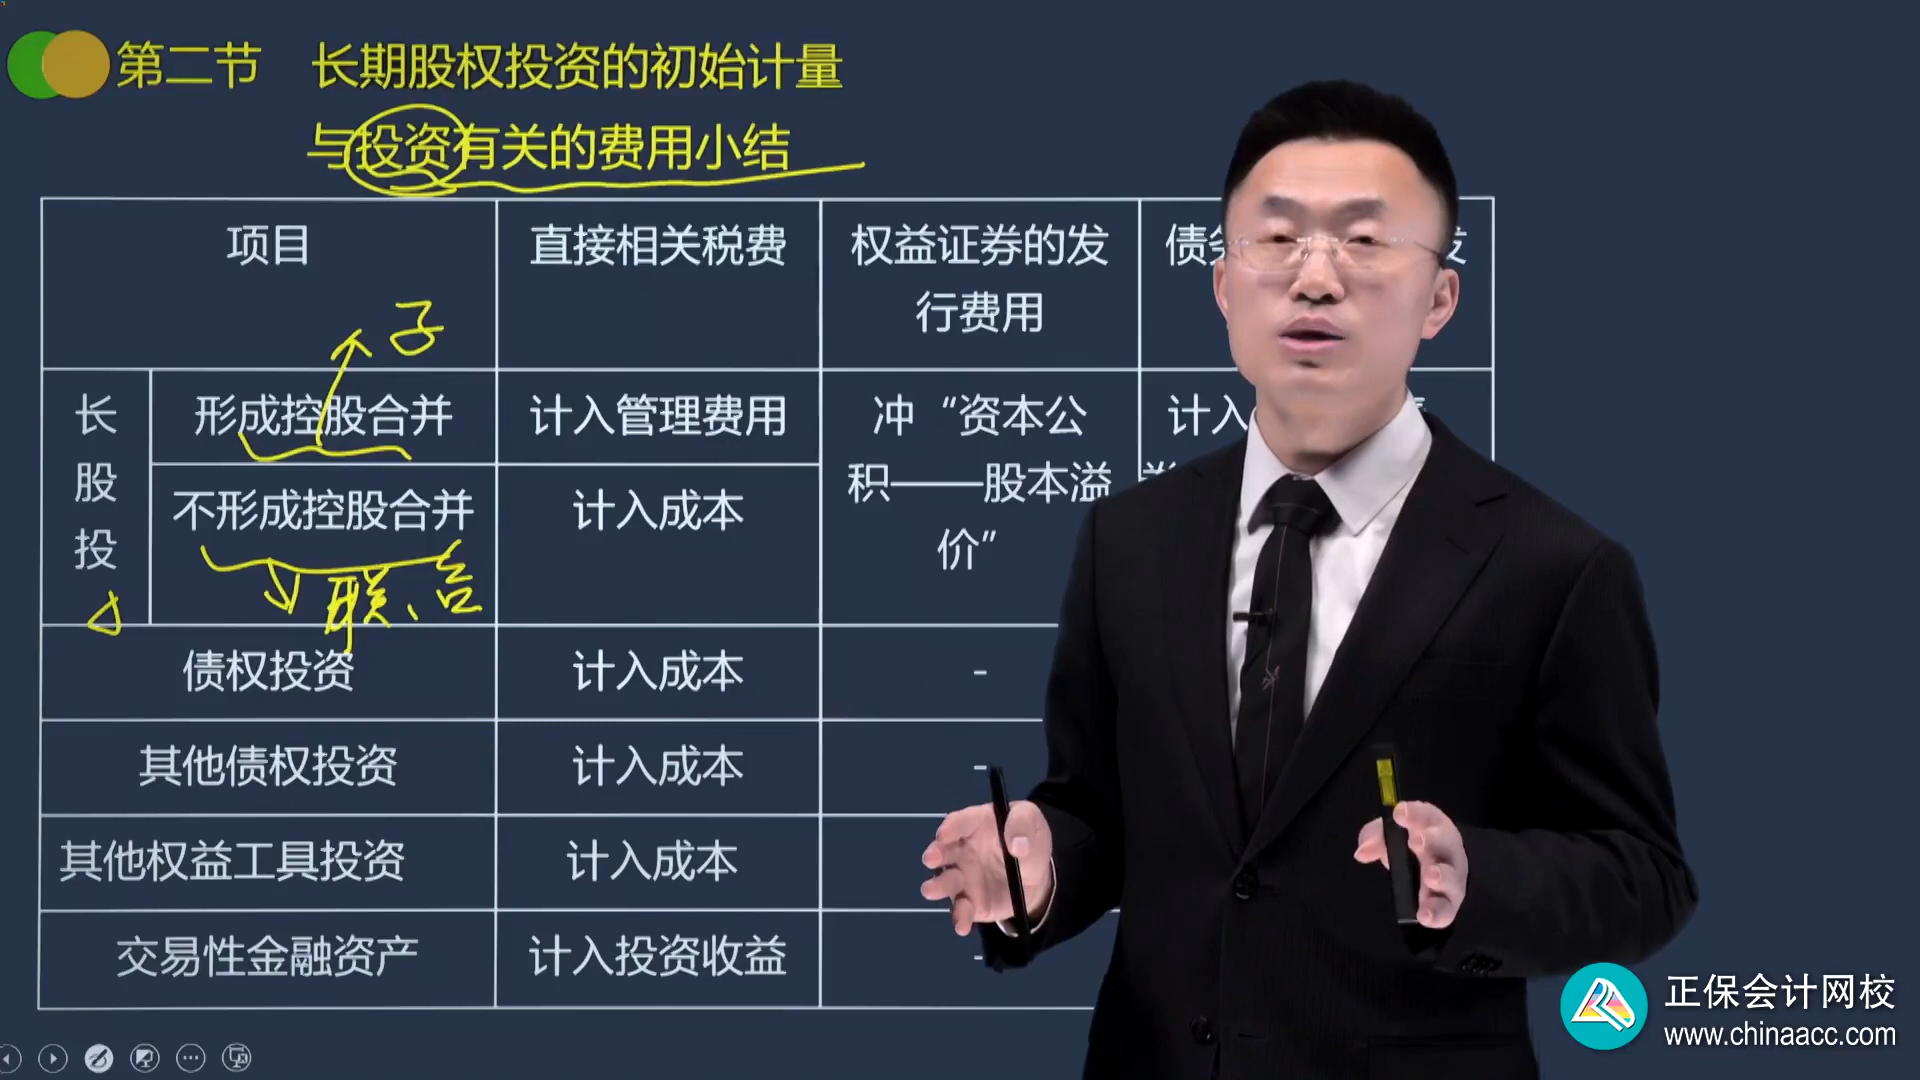 第二节 长期股权投资的初始计量
与投资有关的费用小结
项目
直接相关税费
权益证券的发
行费用
债
发
子
长
股
投
形成控股合并
计入管理费用
冲“资本公
积——股本溢
价”
计入
不形成控股合并
计入成本
联、合
债权投资
计入成本
-
其他债权投资
计入成本
-
其他权益工具投资
计入成本
交易性金融资产
计入投资收益
-
正保会计网校
www.chinaacc.com